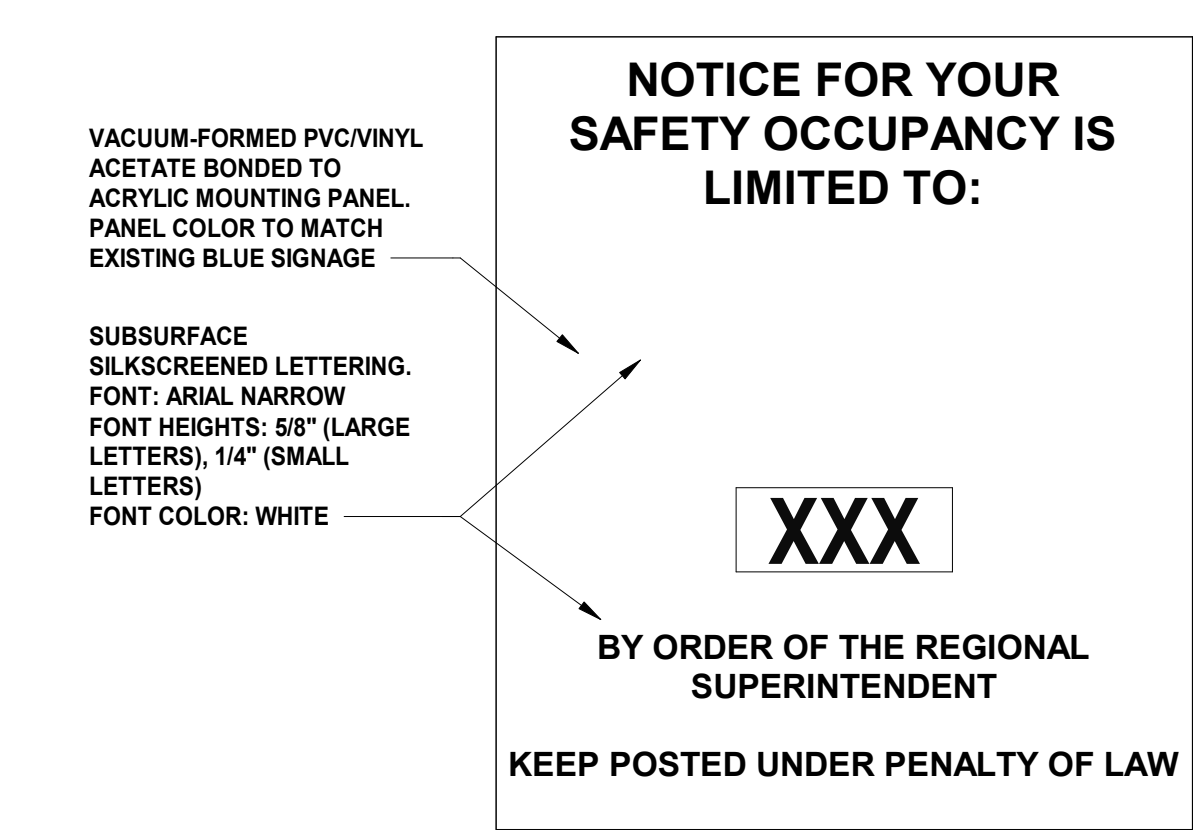 VACUUM-FORMED PVC/VINYL
ACETATE BONDED TO
ACRYLIC MOUNTING PANEL.
PANEL COLOR TO MATCH
EXISTING BLUE SIGNAGE
SUBSURFACE
SILKSCREENED LETTERING.
FONT: ARIAL NARROW
FONT HEIGHTS: 5/8" (LARGE
LETTERS), 1/4" (SMALL
LETTERS)
FONT COLOR: WHITE
NOTICE FOR YOUR
SAFETY OCCUPANCY IS
LIMITED TO:
XXX
BY ORDER OF THE REGIONAL
SUPERINTENDENT
KEEP POSTED UNDER PENALTY OF LAW